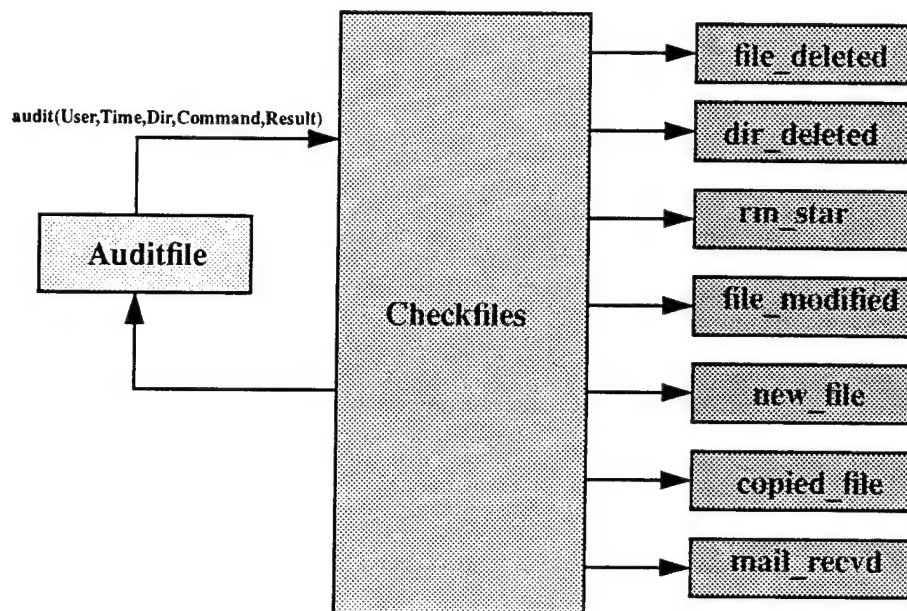 file_deleted
audit(User,Time,Dir,Command,Result)
dir_deleted
rm_star
Auditfile
file_modified
Checkfiles
new_file
copied_file
mail_recvd